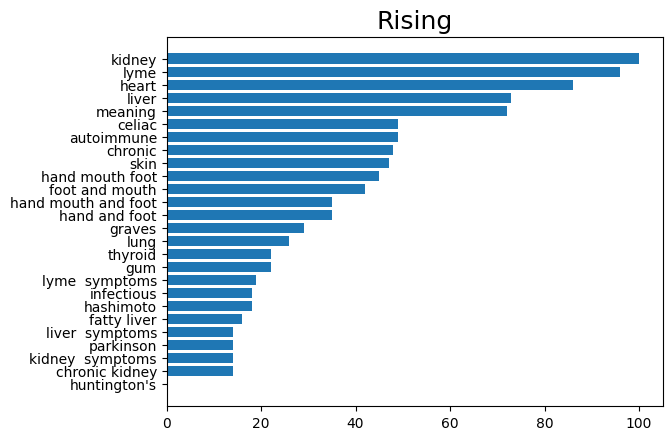 Rising
kidney
lyme
heart
liver
meaning
celiac
autoimmune
chronic
skin
hand mouth foot
foot and mouth
hand mouth and foot
hand and foot
graves
lung
thyroid
gum
lyme  symptoms
infectious
hashimoto
fatty liver
liver  symptoms
parkinson
kidney  symptoms
chronic kidney
huntington's
0 20 40 60 80 100